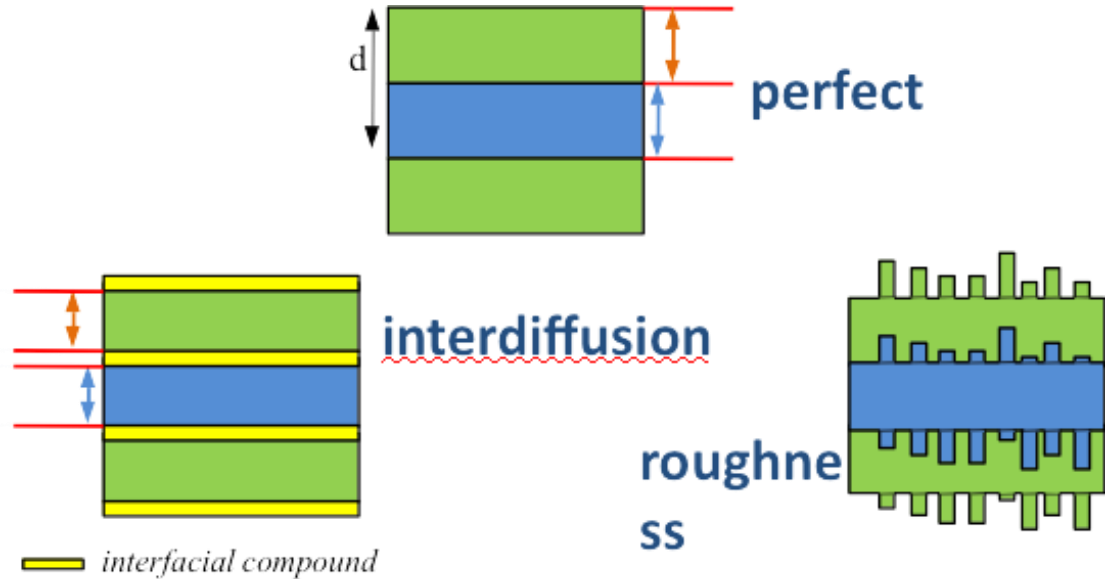 d
perfect
interdiffusion
roughne
ss
interfacial compound